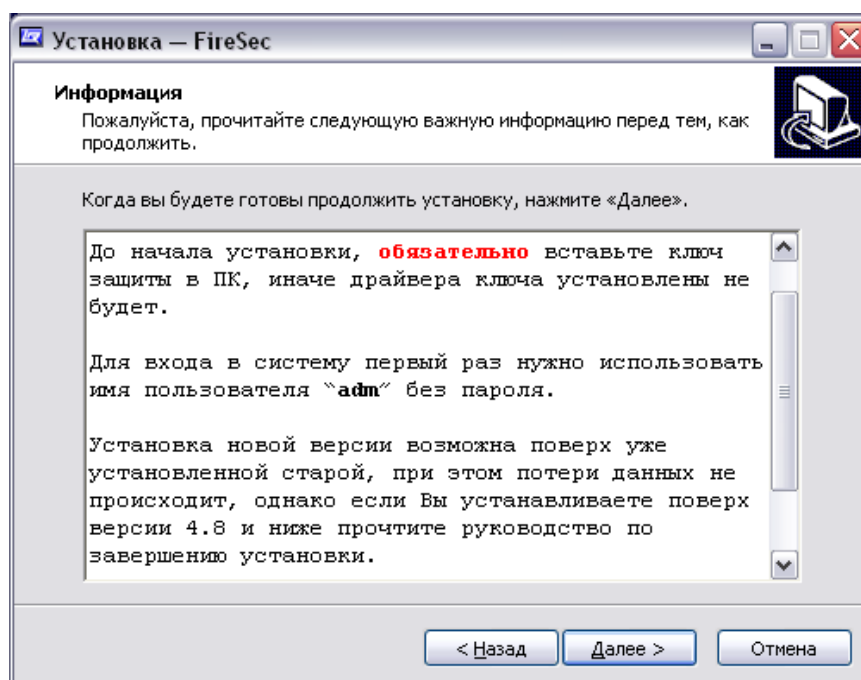 Установка — FireSec
Информация
Пожалуйста, прочитайте следующую важную информацию перед тем, как
продолжить.
Когда вы будете готовы продолжить установку, нажмите «Далее».
До начала установки, обязательно вставьте ключ
защиты в ПК, иначе драйвера ключа установлены не
будет.
Для входа в систему первый раз нужно использовать
имя пользователя "adm" без пароля.
Установка новой версии возможна поверх уже
установленной старой, при этом потери данных не
происходит, однако если Вы устанавливаете поверх
версии 4.8 и ниже прочтите руководство по
завершению установки.
< Назад
Далее >
Отмена